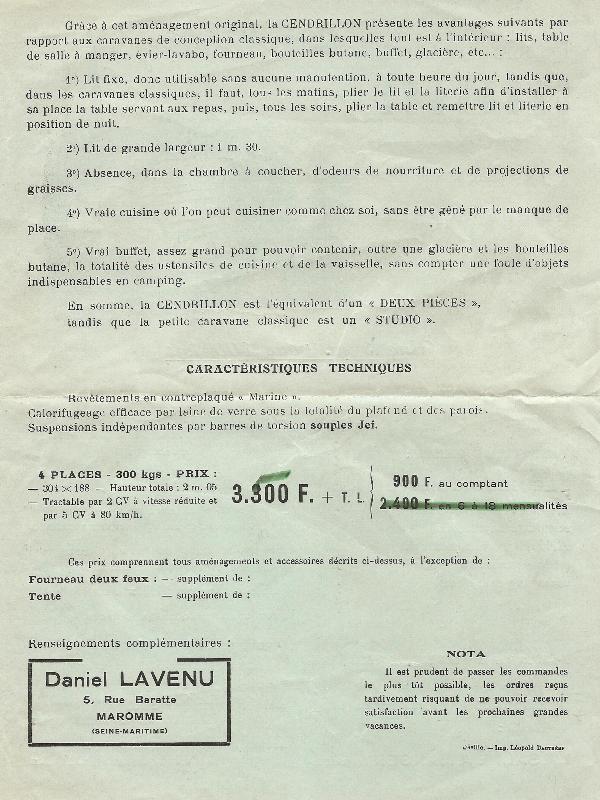 Grâce à cet aménagement original, la CENDRILLON présente les avantages suivants par
rapport aux caravanes de conception classique, dans lesquelles tout est à l'intérieur : lits, table
de salle à manger, évier-lavabo, fourneau, bouteilles butane, buffet, glacière, etc... :
1°) Lit fixe, donc utilisable sans aucune manutention, à toute heure du jour, tandis que,
dans les caravanes classiques, il faut, tous les matins, plier le lit et la literie afin d'installer à
sa place la table servant aux repas, puis, tous les soirs, plier la table et remettre lit et literie en
position de nuit.
2°) Lit de grande largeur : 1 m. 30.
3°) Absence, dans la chambre à coucher, d'odeurs de nourriture et de projections de
graisses.
4°) Vraie cuisine où l'on peut cuisiner comme chez soi, sans être gêné par le manque de
place.
5°) Vrai buffet, assez grand pour pouvoir contenir, outre une glacière et les bouteilles
butane, la totalité des ustensiles de cuisine et de la vaisselle, sans compter une foule d'objets
indispensables en camping.
En somme, la CENDRILLON est l'équivalent d'un « DEUX PIÈCES »,
tandis que la petite caravane classique est un « STUDIO ».
CARACTÉRISTIQUES TECHNIQUES
Revêtements en contreplaqué « Marine ».
Calorifugeage efficace par laine de verre sous la totalité du plafond et des parois.
Suspensions indépendantes par barres de torsion souples Jef.
4 PLACES - 300 kgs - PRIX :
— 304 × 188 — Hauteur totale : 2 m. 05
— Tractable par 2 CV à vitesse réduite et
par 5 CV à 80 km/h.
3.300 F. + T. L.
900 F. au comptant
2.400 F. en 6 à 18 mensualités
Ces prix comprennent tous aménagements et accessoires décrits ci-dessus, à l'exception de :
Fourneau deux feux : — supplément de :
Tente — supplément de :
Renseignements complémentaires :
Daniel LAVENU
5, Rue Baratte
MAROMME
(SEINE-MARITIME)
NOTA
Il est prudent de passer les commandes
le plus tôt possible, les ordres reçus
tardivement risquant de ne pouvoir recevoir
satisfaction avant les prochaines grandes
vacances.
— Imp. Léopold